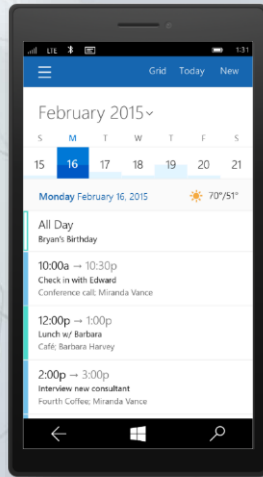 LTE 1:31
Grid Today New
February 2015
S M T W T F S
15 16 17 18 19 20 21
Monday February 16, 2015 70°/51°
All Day
Bryan's Birthday
10:00a → 10:30p
Check in with Edward
Conference call; Miranda Vance
12:00p → 1:00p
Lunch w/ Barbara
Café; Barbara Harvey
2:00p → 3:00p
Interview new consultant
Fourth Coffee; Miranda Vance